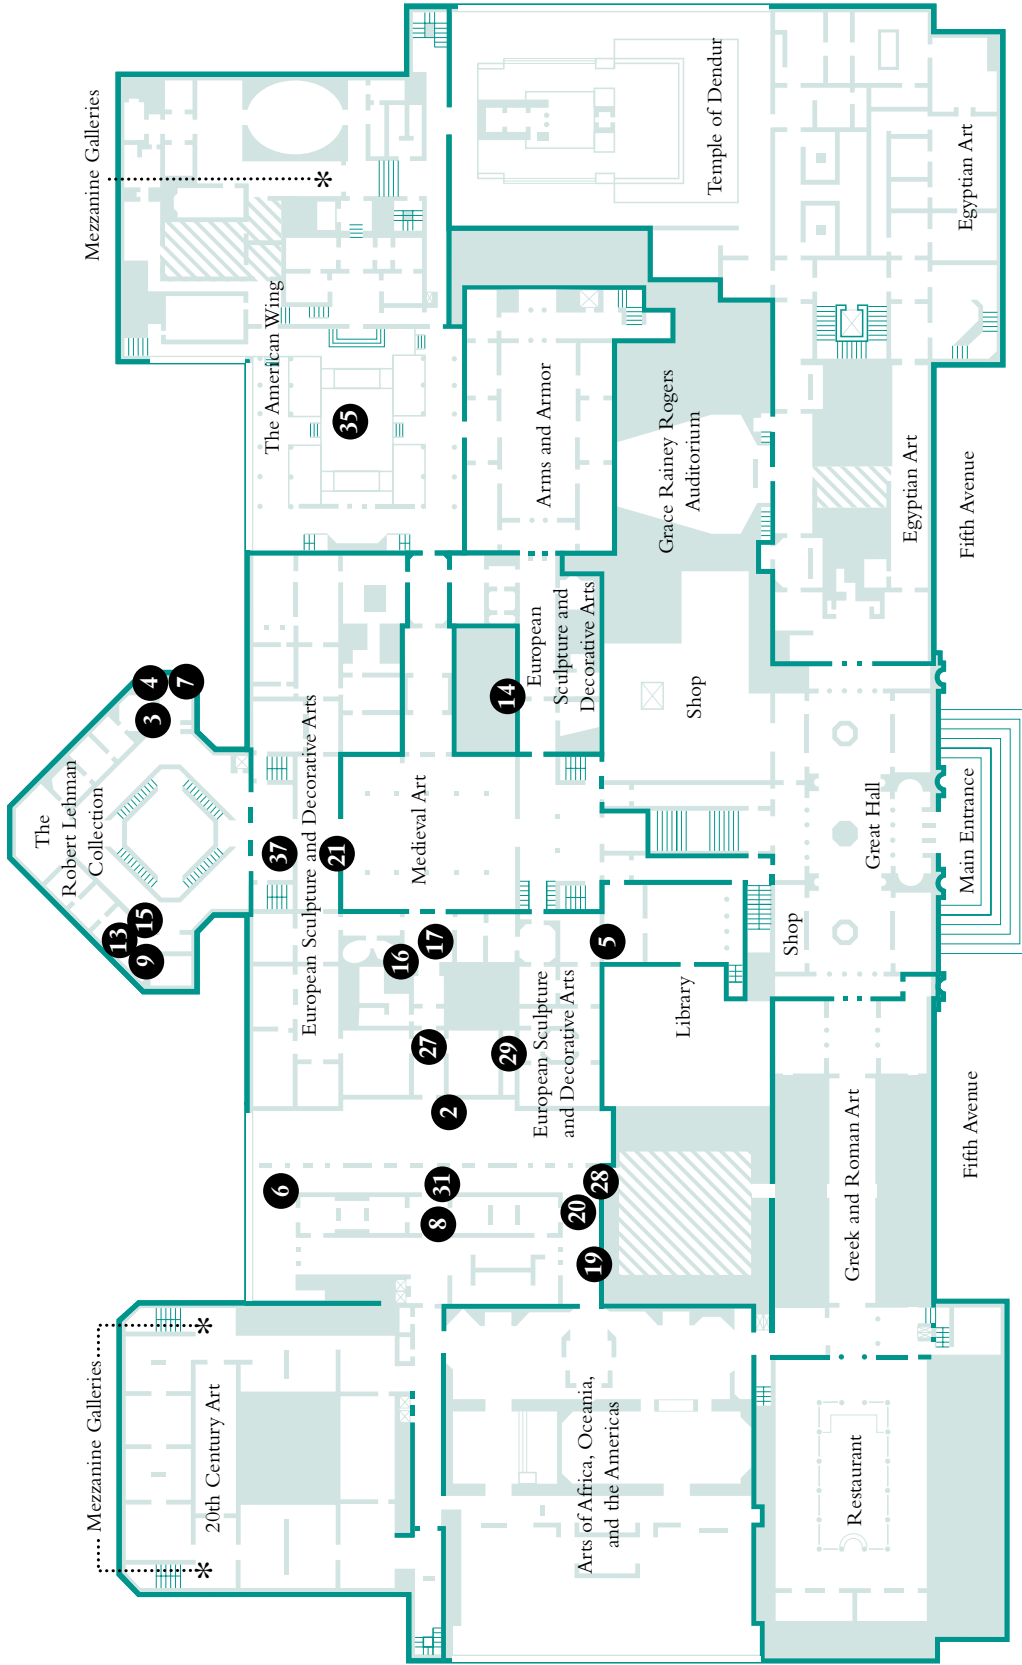 The
Robert Lehman
Collection
Mezzanine Galleries
Mezzanine Galleries
13
9
15
3
4
7
*
*
20th Century Art
The American Wing
6
37
European Sculpture and Decorative Arts
*
21
35
16
Medieval Art
27
17
8
31
2
29
14
European Sculpture
and Decorative Arts
European
Sculpture and
Decorative Arts
Arms and Armor
20
19
28
5
Arts of Africa, Oceania,
and the Americas
Library
Shop
Grace Rainey Rogers
Auditorium
Temple of Dendur
Shop
Restaurant
Greek and Roman Art
Great Hall
Egyptian Art
Egyptian Art
Fifth Avenue
Main Entrance
Fifth Avenue